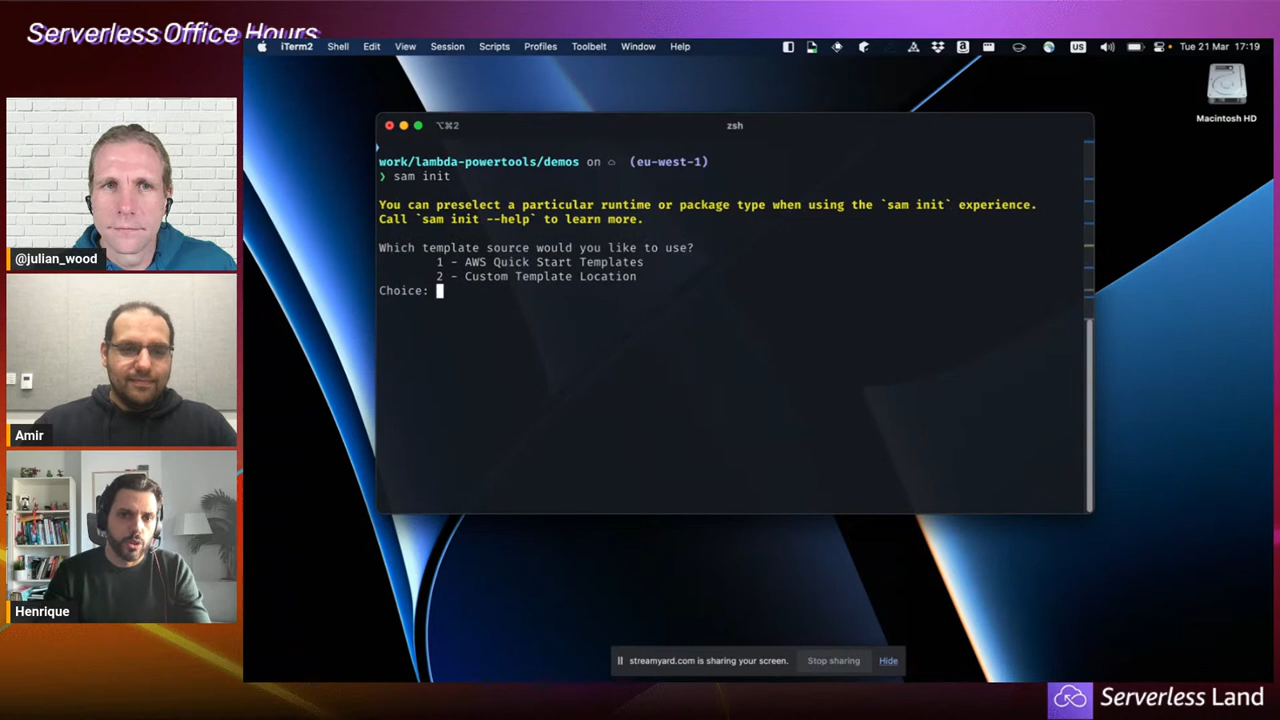 Serverless Office Hours
iTerm2 Shell Edit View Session Scripts Profiles Toolbelt Window Help US Tue 21 Mar 17:19
Macintosh HD
⌥⌘2 zsh
work/lambda-powertools/demos on (eu-west-1)
❯ sam init
You can preselect a particular runtime or package type when using the `sam init` experience.
Call `sam init --help` to learn more.
Which template source would you like to use?
1 - AWS Quick Start Templates
2 - Custom Template Location
Choice:
@julian_wood
Amir
Henrique
streamyard.com is sharing your screen. Stop sharing Hide
Serverless Land